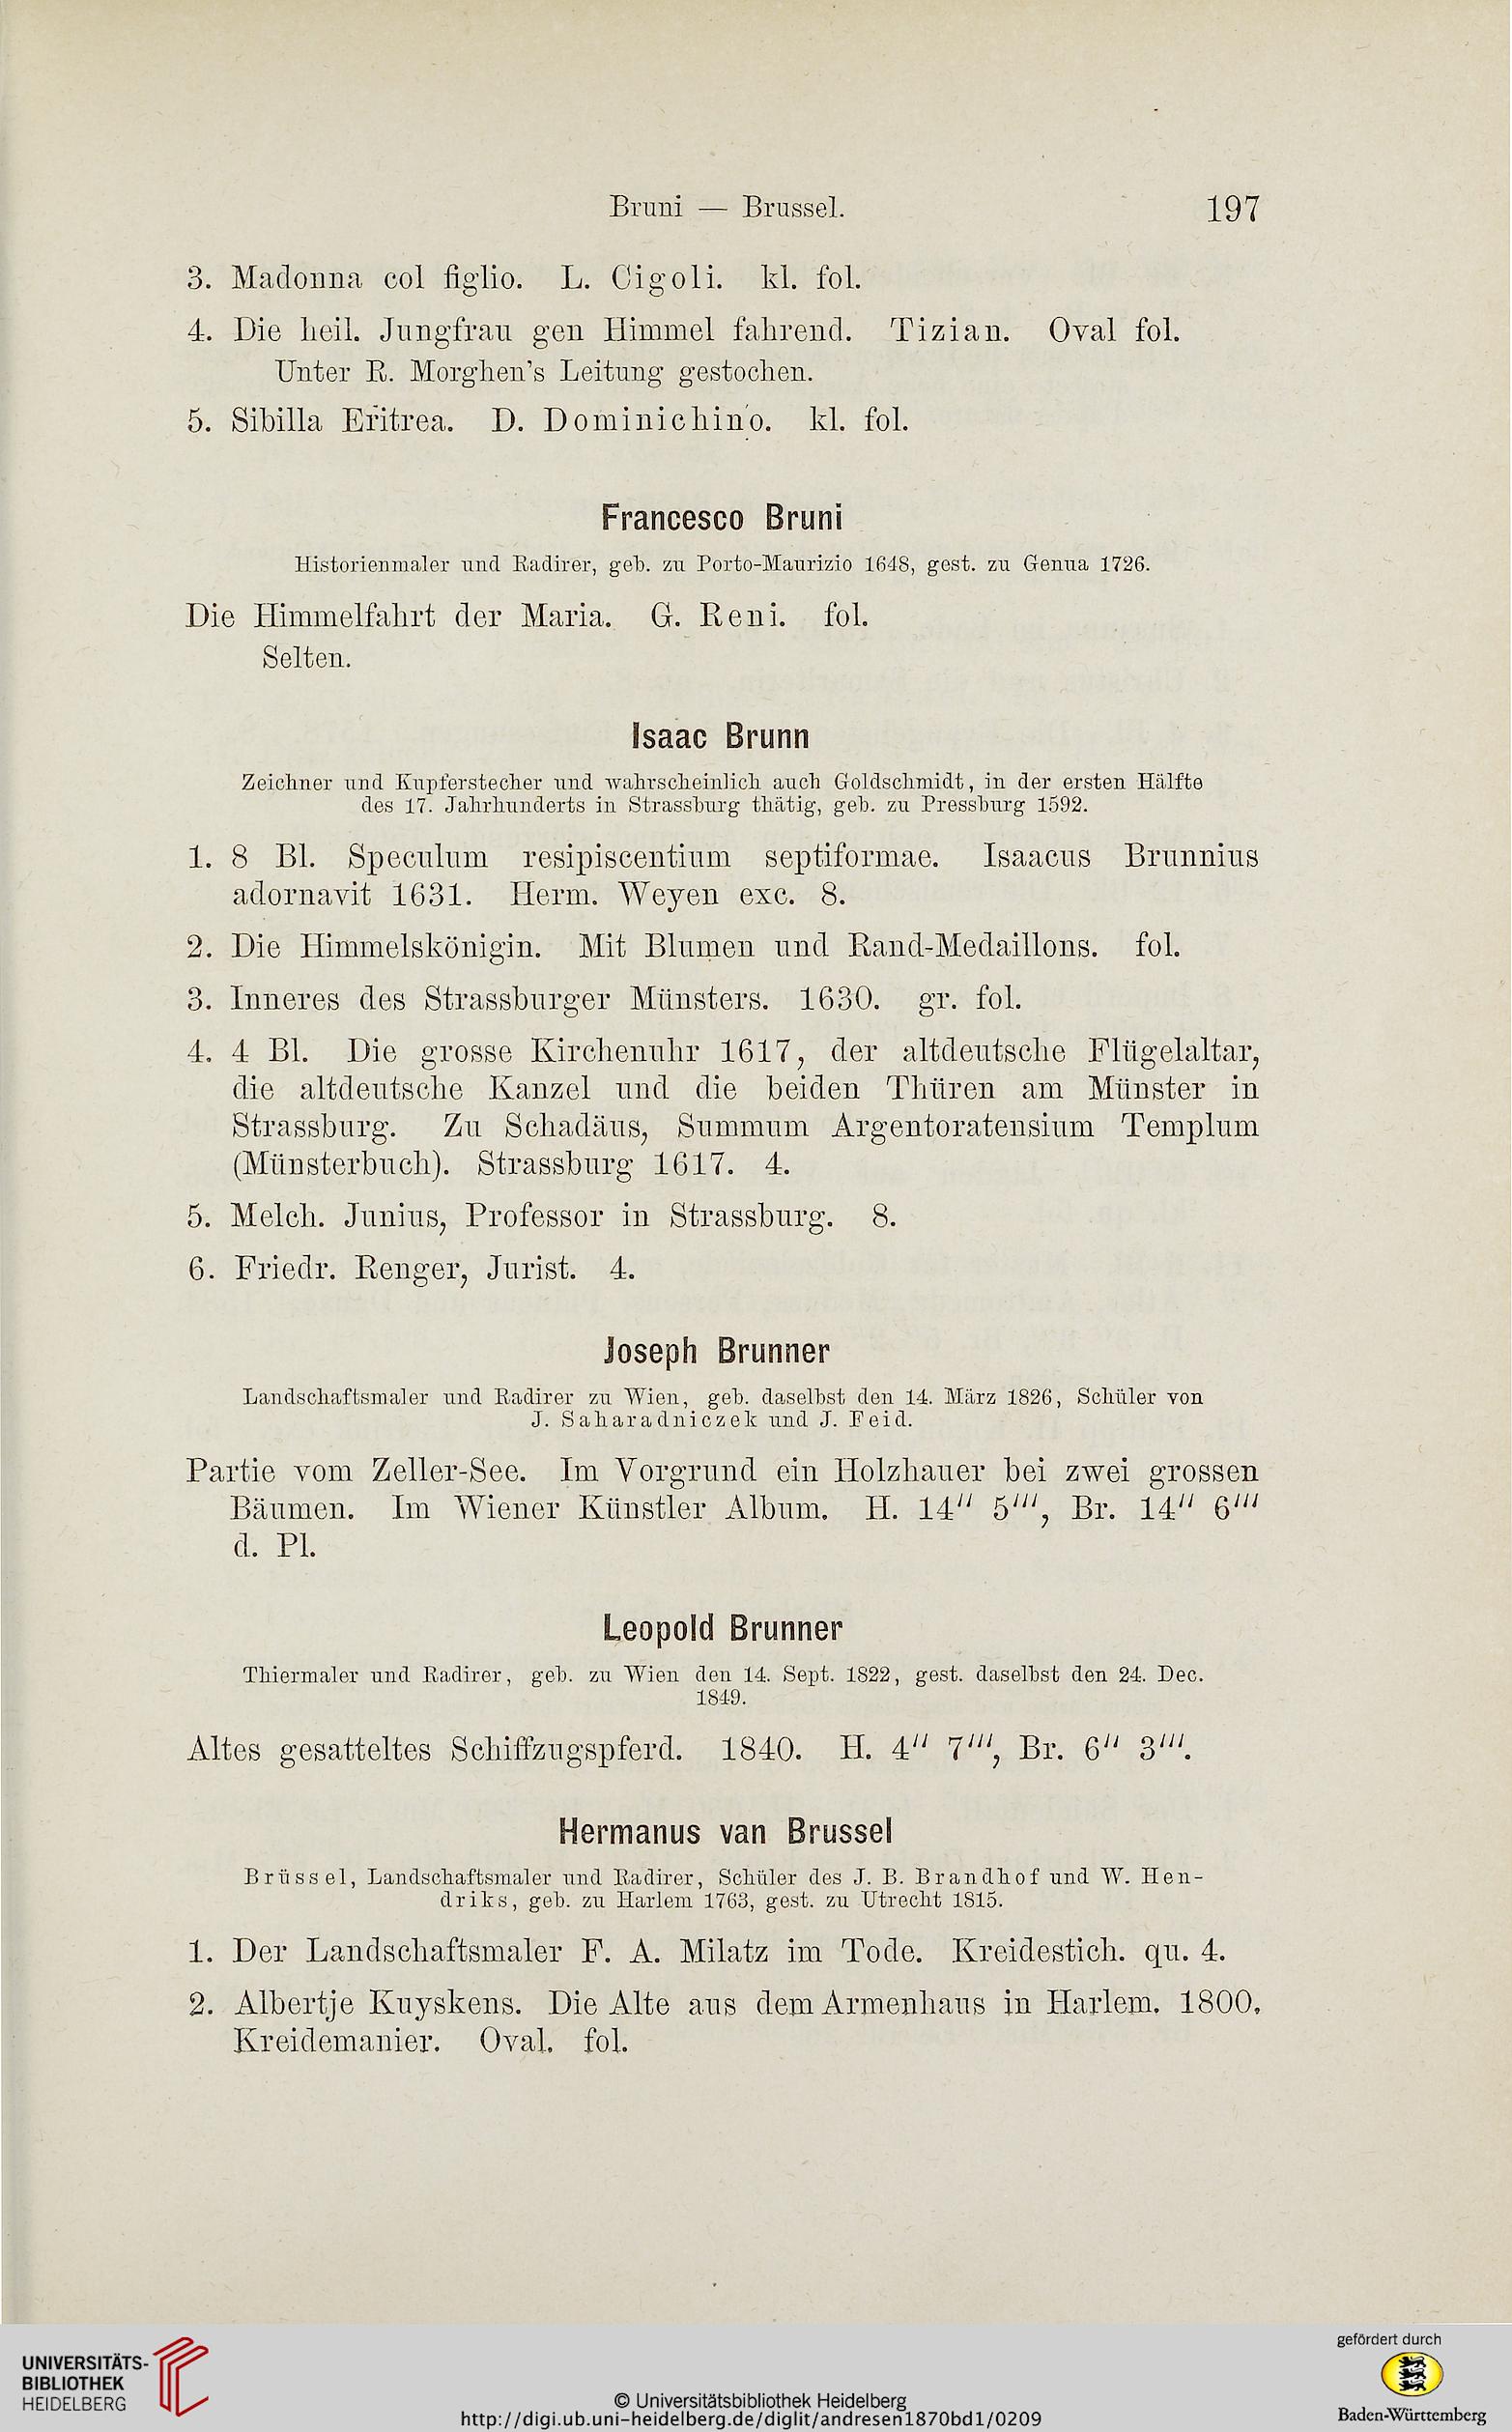 Bruni — Brussel.
197
3. Madonna col figlio. L. Cigoli. kl. fol.
4. Die heil. Jungfrau gen Himmel fahrend. Tizian. Oval fol.
Unter R. Morghen's Leitung gestochen.
5. Sibilla Eritrea. D. Dominichino. kl. fol.
Francesco Bruni
Historienmaler und Radirer, geb. zu Porto-Maurizio 1648, gest. zu Genua 1726.
Die Himmelfahrt der Maria. G. Reni. fol.
Selten.
Isaac Brunn
Zeichner und Kupferstecher und wahrscheinlich auch Goldschmidt, in der ersten Hälfte
des 17. Jahrhunderts in Strassburg thätig, geb. zu Pressburg 1592.
1. 8 Bl. Speculum resipiscentium septiformae. Isaacus Brunnius
adornavit 1631. Herm. Weyen exc. 8.
2. Die Himmelskönigin. Mit Blumen und Rand-Medaillons. fol.
3. Inneres des Strassburger Münsters. 1630. gr. fol.
4. 4 Bl. Die grosse Kirchenuhr 1617, der altdeutsche Flügelaltar,
die altdeutsche Kanzel und die beiden Thüren am Münster in
Strassburg. Zu Schadäus, Summum Argentoratensium Templum
(Münsterbuch). Strassburg 1617. 4.
5. Melch. Junius, Professor in Strassburg. 8.
6. Friedr. Renger, Jurist. 4.
Joseph Brunner
Landschaftsmaler und Radirer zu Wien, geb. daselbst den 14. März 1826, Schüler von
J. Saharadniczek und J. Feid.
Partie vom Zeller-See. Im Vorgrund ein Holzhauer bei zwei grossen
Bäumen. Im Wiener Künstler Album. H. 14'' 5''', Br. 14'' 6'''
d. Pl.
Leopold Brunner
Thiermaler und Radirer, geb. zu Wien den 14. Sept. 1822, gest. daselbst den 24. Dec.
1849.
Altes gesatteltes Schiffzugspferd. 1840. H. 4'' 7''', Br. 6'' 3'''.
Hermanus van Brussel
Brüssel, Landschaftsmaler und Radirer, Schüler des J. B. Brandhof und W. Hen-
driks, geb. zu Harlem 1763, gest. zu Utrecht 1815.
1. Der Landschaftsmaler F. A. Milatz im Tode. Kreidestich. qu. 4.
2. Albertje Kuyskens. Die Alte aus dem Armenhaus in Harlem. 1800.
Kreidemanier. Oval. fol.
UNIVERSITÄTS-
BIBLIOTHEK
HEIDELBERG
© Universitätsbibliothek Heidelberg
http://digi.ub.uni-heidelberg.de/diglit/andresen1870bd1/0209
gefördert durch
Baden-Württemberg